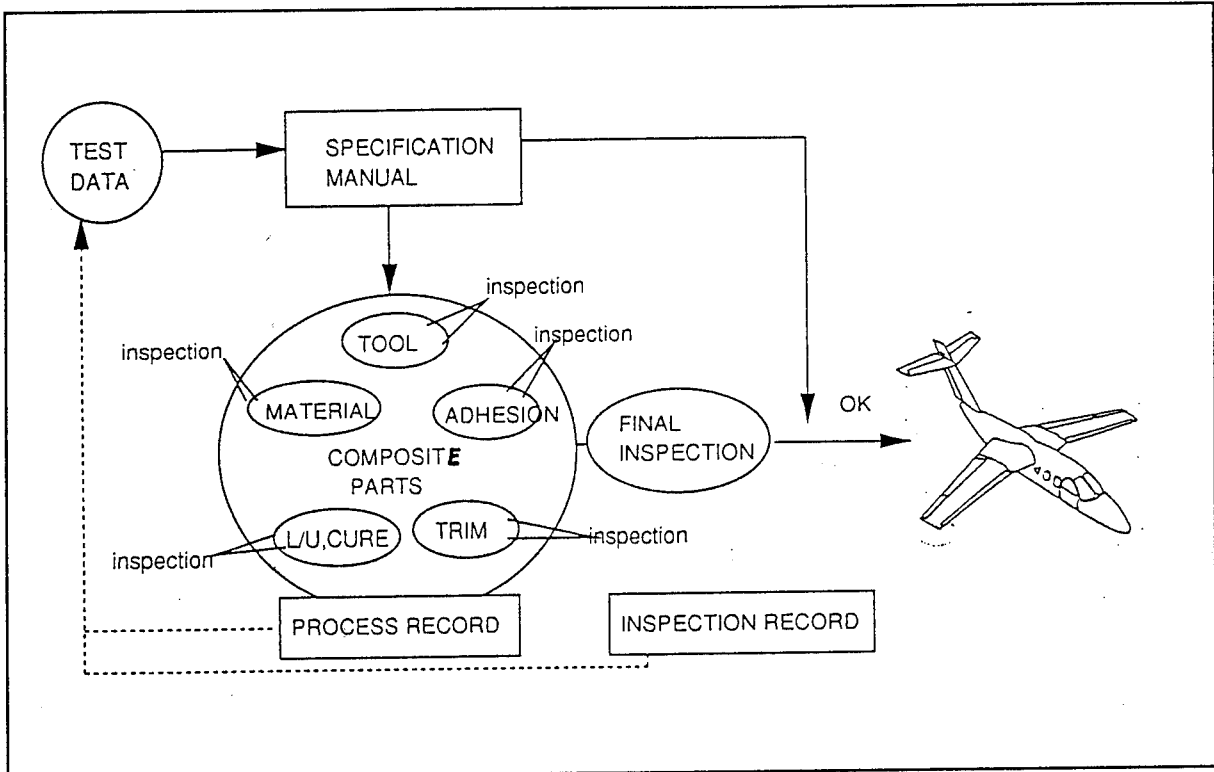 TEST
DATA
SPECIFICATION
MANUAL
inspection
TOOL
inspection
inspection
MATERIAL
ADHESION
COMPOSITE
PARTS
FINAL
INSPECTION
OK
L/U,CURE
TRIM
inspection
inspection
PROCESS RECORD
INSPECTION RECORD